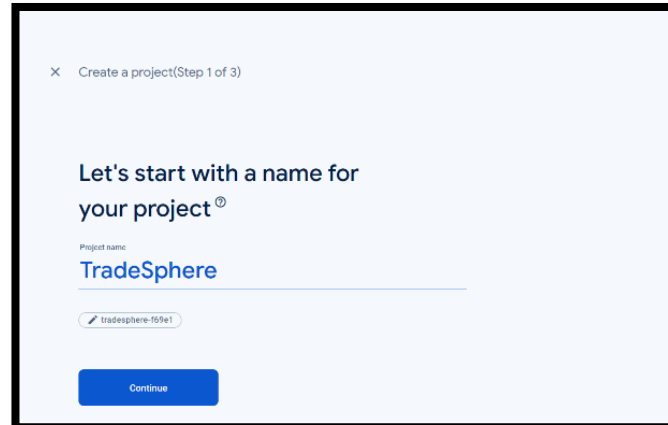 Create a project(Step 1 of 3)
Let's start with a name for
your project
Project name
TradeSphere
tradesphere-f69e1
Continue